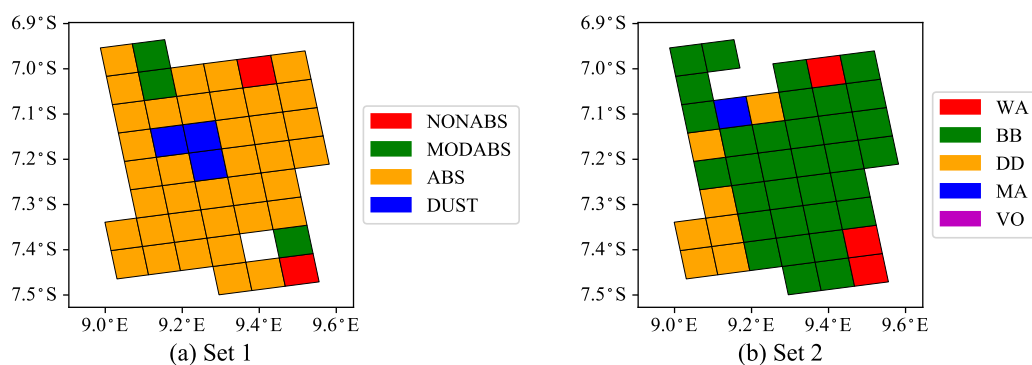 6.9°S
7.0°S
7.1°S
7.2°S
7.3°S
7.4°S
7.5°S
9.0°E 9.2°E 9.4°E 9.6°E
NONABS
MODABS
ABS
DUST
(a) Set 1
6.9°S
7.0°S
7.1°S
7.2°S
7.3°S
7.4°S
7.5°S
9.0°E 9.2°E 9.4°E 9.6°E
WA
BB
DD
MA
VO
(b) Set 2